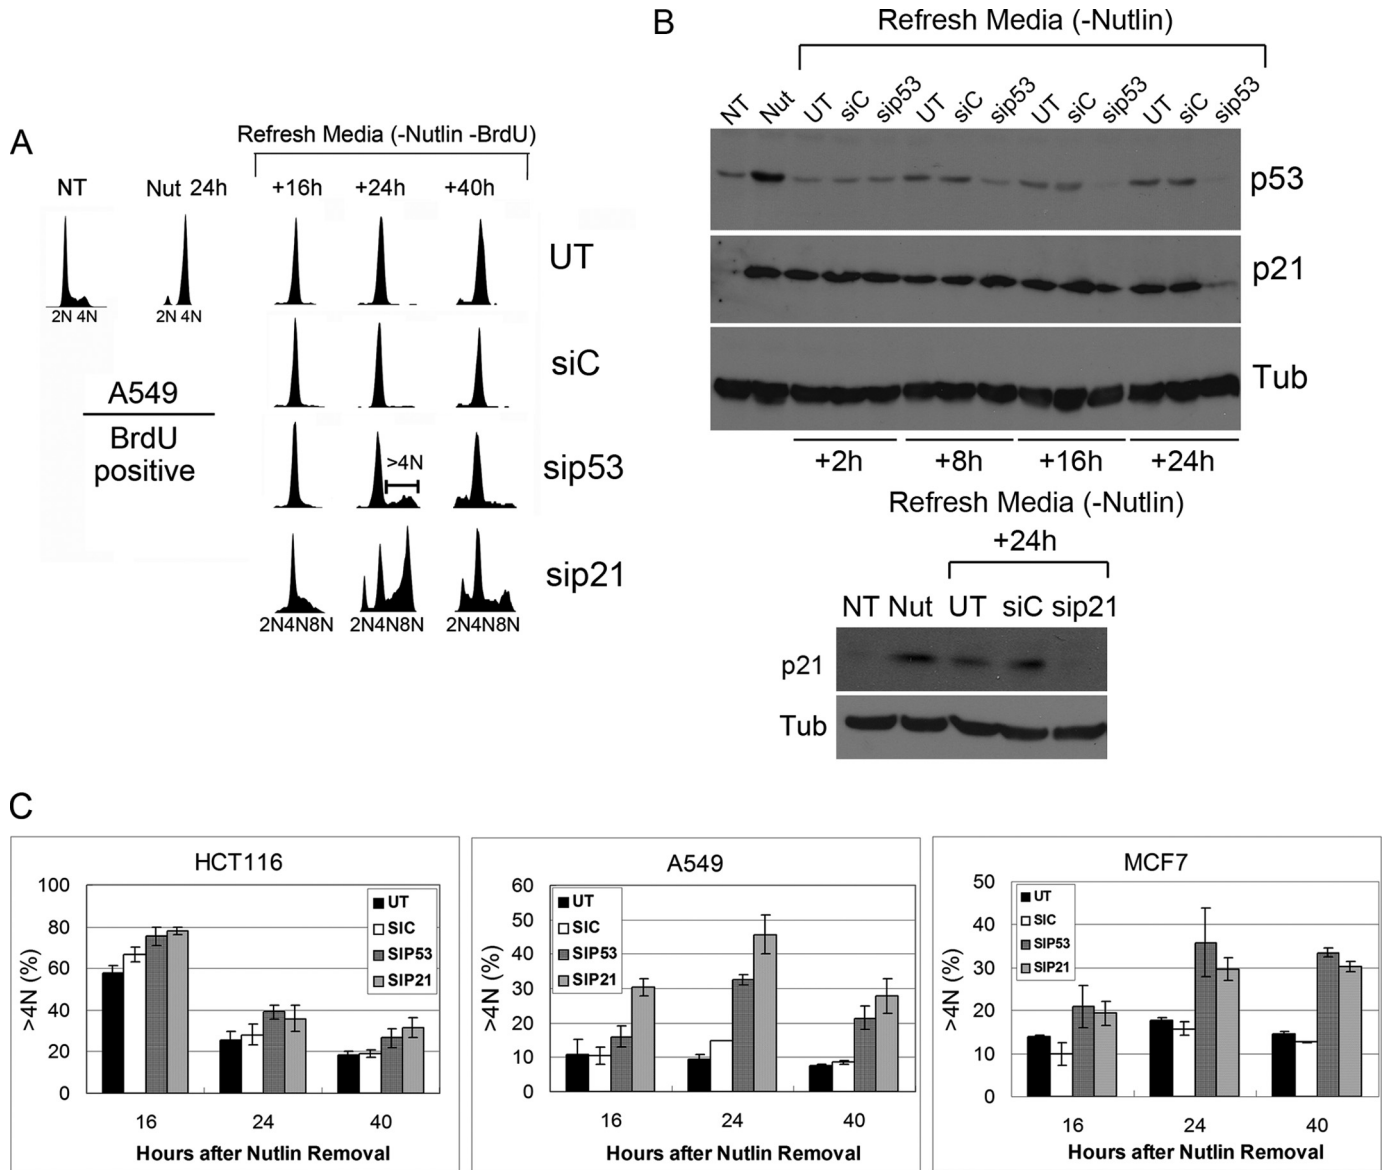 A
Refresh Media (-Nutlin -BrdU)
NT
Nut 24h
+16h
+24h
+40h
2N 4N
2N 4N
UT
siC
A549
BrdU
positive
>4N
sip53
sip21
2N4N8N
2N4N8N
2N4N8N
B
Refresh Media (-Nutlin)
NT Nut UT siC sip53 UT siC sip53 UT siC sip53 UT siC sip53
p53
p21
Tub
+2h
+8h
+16h
+24h
Refresh Media (-Nutlin)
+24h
NT Nut UT siC sip21
p21
Tub
C
HCT116
>4N (%)
100
80
60
40
20
0
UT
SIC
SIP53
SIP21
16
24
40
Hours after Nutlin Removal
A549
>4N (%)
60
50
40
30
20
10
0
UT
SIC
SIP53
SIP21
16
24
40
Hours after Nutlin Removal
MCF7
>4N (%)
50
40
30
20
10
0
UT
SIC
SIP53
SIP21
16
24
40
Hours after Nutlin Removal